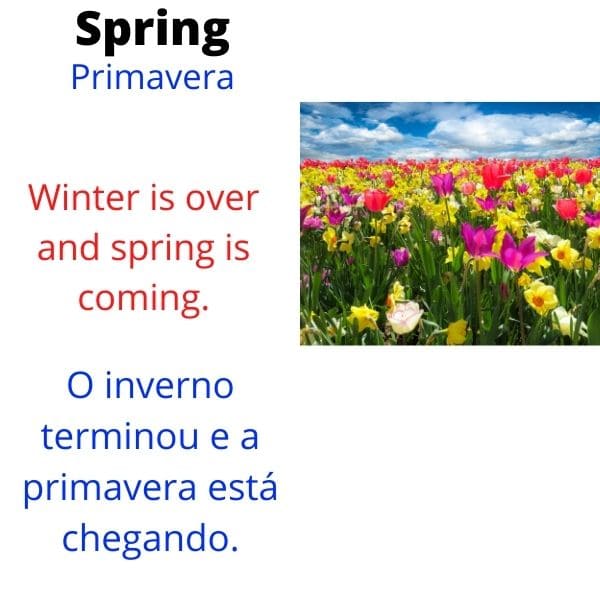 Spring
Primavera
Winter is over
and spring is
coming.
O inverno
terminou e a
primavera está
chegando.